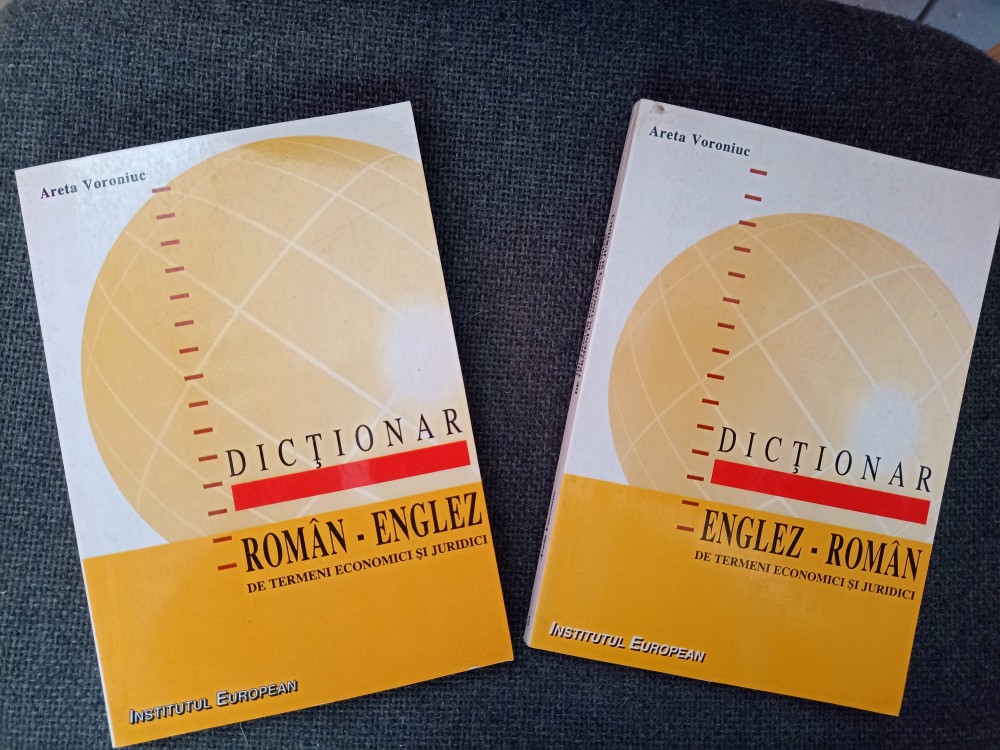 Areta Voroniuc
DICŢIONAR
ROMÂN - ENGLEZ
DE TERMENI ECONOMICI ŞI JURIDICI
INSTITUTUL EUROPEAN
Areta Voroniuc
DICŢIONAR
ENGLEZ - ROMÂN
DE TERMENI ECONOMICI ŞI JURIDICI
INSTITUTUL EUROPEAN